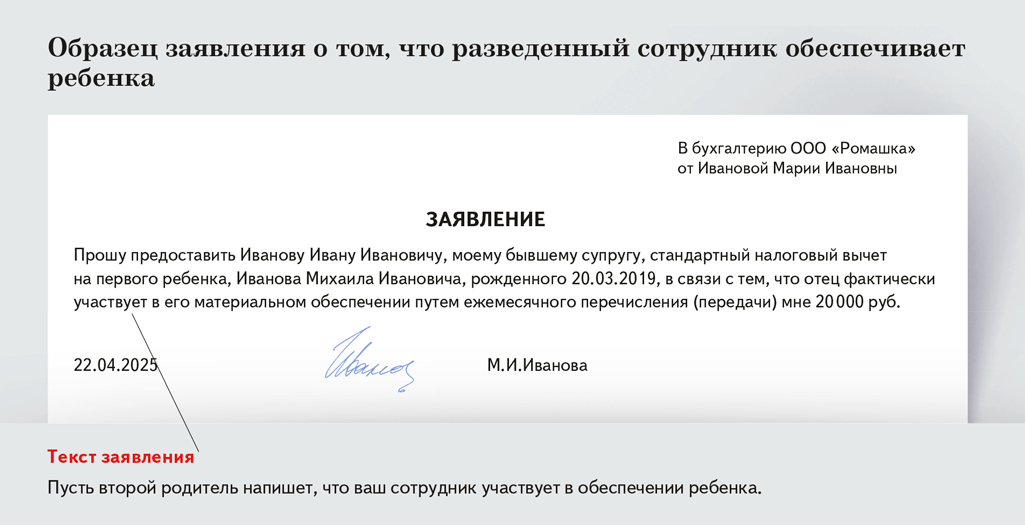 Образец заявления о том, что разведенный сотрудник обеспечивает
ребенка
В бухгалтерию ООО «Ромашка»
от Ивановой Марии Ивановны
ЗАЯВЛЕНИЕ
Прошу предоставить Иванову Ивану Ивановичу, моему бывшему супругу, стандартный налоговый вычет
на первого ребенка, Иванова Михаила Ивановича, рожденного 20.03.2019, в связи с тем, что отец фактически
участвует в его материальном обеспечении путем ежемесячного перечисления (передачи) мне 20 000 руб.
22.04.2025 Иванов М.И.Иванова
Текст заявления
Пусть второй родитель напишет, что ваш сотрудник участвует в обеспечении ребенка.